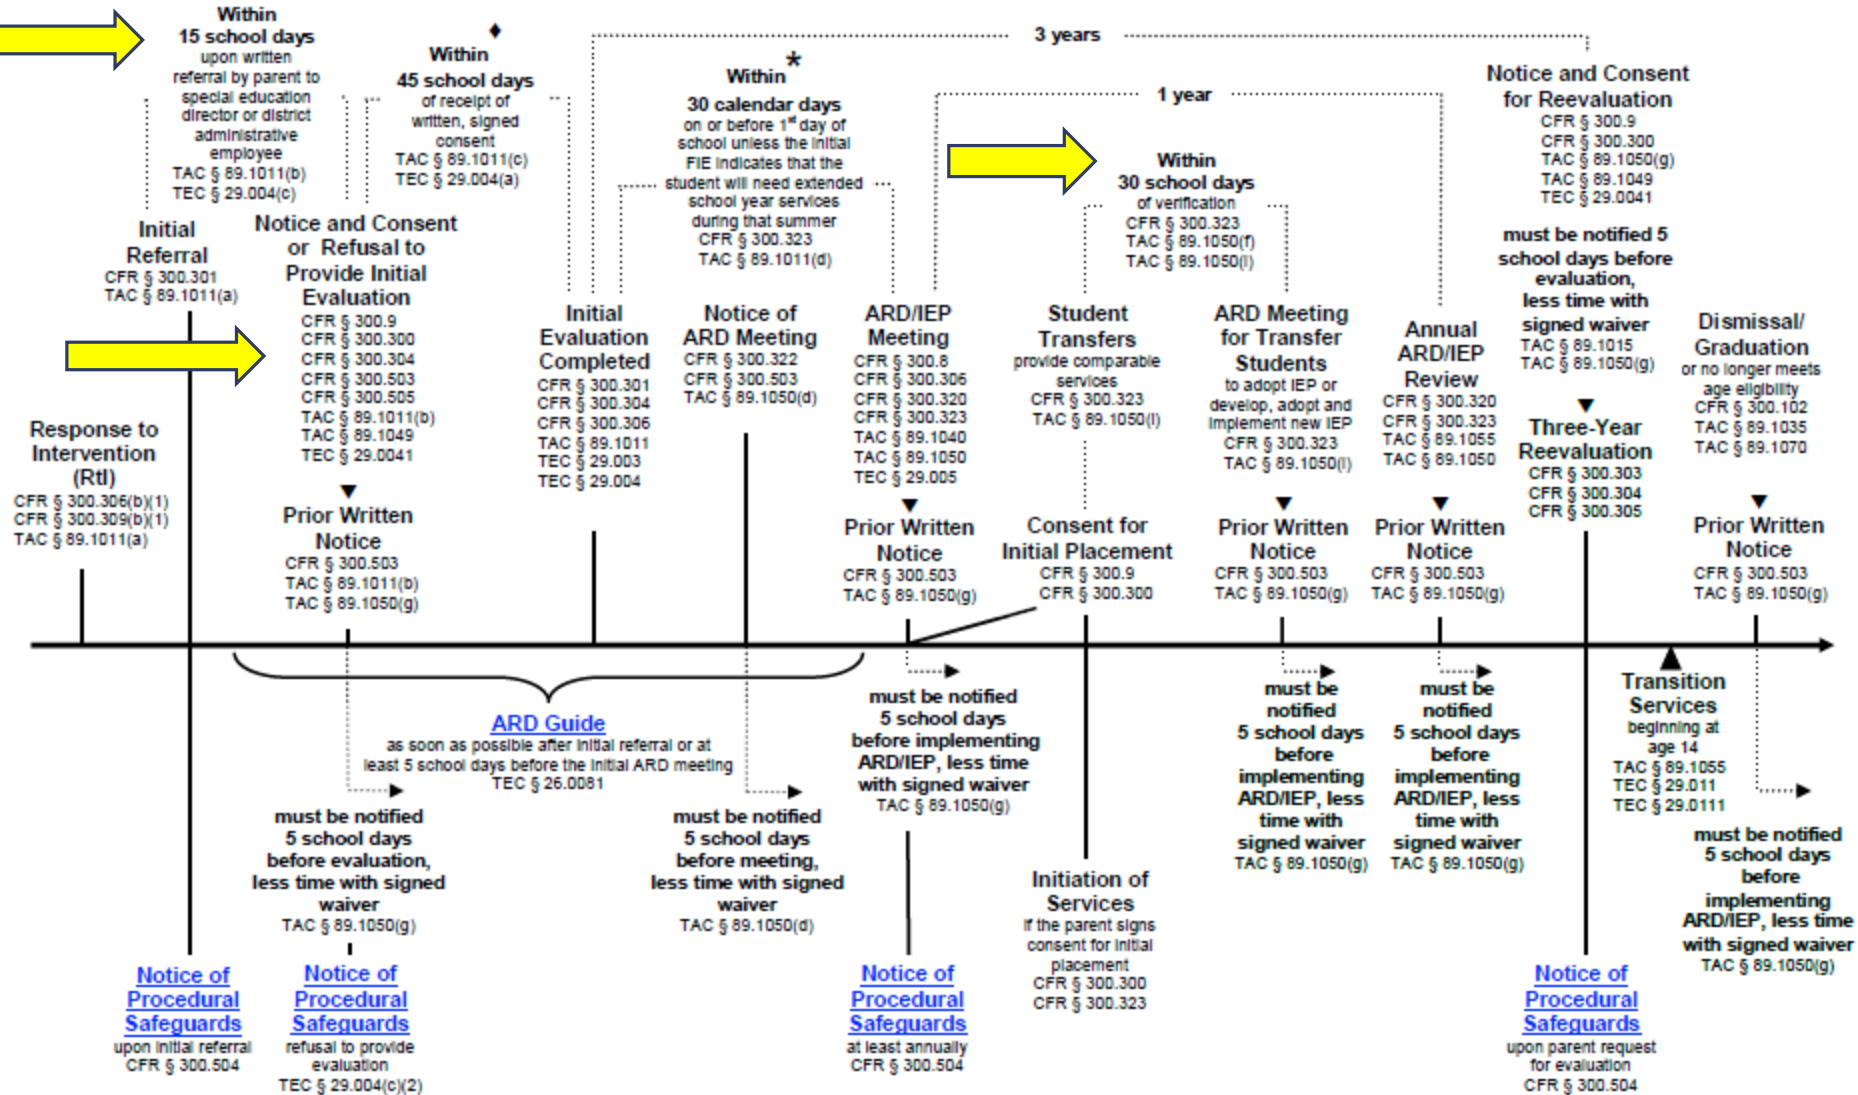 Within
15 school days
upon written
referral by parent to
special education
director or district
administrative
employee
TAC § 89.1011(b)
TEC § 29.004(c)
Initial
Referral
CFR § 300.301
TAC § 89.1011(a)
Response to
Intervention
(RtI)
CFR § 300.306(b)(1)
CFR § 300.309(b)(1)
TAC § 89.1011(a)
♦
Within
45 school days
of receipt of
written, signed
consent
TAC § 89.1011(c)
TEC § 29.004(a)
Notice and Consent
or Refusal to
Provide Initial
Evaluation
CFR § 300.9
CFR § 300.300
CFR § 300.304
CFR § 300.503
CFR § 300.505
TAC § 89.1011(b)
TAC § 89.1049
TEC § 29.0041
▼
Prior Written
Notice
CFR § 300.503
TAC § 89.1011(b)
TAC § 89.1050(g)
Initial
Evaluation
Completed
CFR § 300.301
CFR § 300.304
CFR § 300.306
TAC § 89.1011
TEC § 29.003
TEC § 29.004
Within *
30 calendar days
on or before 1st day of
school unless the initial
FIE indicates that the
student will need extended
school year services
during that summer
CFR § 300.323
TAC § 89.1011(d)
Notice of
ARD Meeting
CFR § 300.322
CFR § 300.503
TAC § 89.1050(d)
3 years
1 year
ARD/IEP
Meeting
CFR § 300.8
CFR § 300.306
CFR § 300.320
CFR § 300.323
TAC § 89.1040
TAC § 89.1050
TEC § 29.005
▼
Prior Written
Notice
CFR § 300.503
TAC § 89.1050(g)
Within
30 school days
of verification
CFR § 300.323
TAC § 89.1050(f)
TAC § 89.1050(l)
Student
Transfers
provide comparable
services
CFR § 300.323
TAC § 89.1050(l)
Consent for
Initial Placement
CFR § 300.9
CFR § 300.300
ARD Meeting
for Transfer
Students
to adopt IEP or
develop, adopt and
implement new IEP
CFR § 300.323
TAC § 89.1050(l)
▼
Prior Written
Notice
CFR § 300.503
TAC § 89.1050(g)
Annual
ARD/IEP
Review
CFR § 300.320
CFR § 300.323
TAC § 89.1055
TAC § 89.1050
▼
Prior Written
Notice
CFR § 300.503
TAC § 89.1050(g)
Notice and Consent
for Reevaluation
CFR § 300.9
CFR § 300.300
TAC § 89.1050(g)
TAC § 89.1049
TEC § 29.0041
must be notified 5
school days before
evaluation,
less time with
signed waiver
TAC § 89.1015
TAC § 89.1050(g)
▼
Three-Year
Reevaluation
CFR § 300.303
CFR § 300.304
CFR § 300.305
Dismissal/
Graduation
or no longer meets
age eligibility
CFR § 300.102
TAC § 89.1035
TAC § 89.1070
▼
Prior Written
Notice
CFR § 300.503
TAC § 89.1050(g)
ARD Guide
as soon as possible after initial referral or at
least 5 school days before the initial ARD meeting
TEC § 26.0081
must be notified
5 school days
before evaluation,
less time with signed
waiver
TAC § 89.1050(g)
must be notified
5 school days
before meeting,
less time with signed
waiver
TAC § 89.1050(d)
must be notified
5 school days
before implementing
ARD/IEP, less time
with signed waiver
TAC § 89.1050(g)
Initiation of
Services
if the parent signs
consent for initial
placement
CFR § 300.300
CFR § 300.323
must be
notified
5 school days
before
implementing
ARD/IEP, less
time with
signed waiver
TAC § 89.1050(g)
must be
notified
5 school days
before
implementing
ARD/IEP, less
time with
signed waiver
TAC § 89.1050(g)
Transition
Services
beginning at
age 14
TAC § 89.1055
TEC § 29.011
TEC § 29.0111
must be notified
5 school days
before
implementing
ARD/IEP, less time
with signed waiver
TAC § 89.1050(g)
Notice of
Procedural
Safeguards
upon initial referral
CFR § 300.504
Notice of
Procedural
Safeguards
refusal to provide
evaluation
TEC § 29.004(c)(2)
Notice of
Procedural
Safeguards
at least annually
CFR § 300.504
Notice of
Procedural
Safeguards
upon parent request
for evaluation
CFR § 300.504